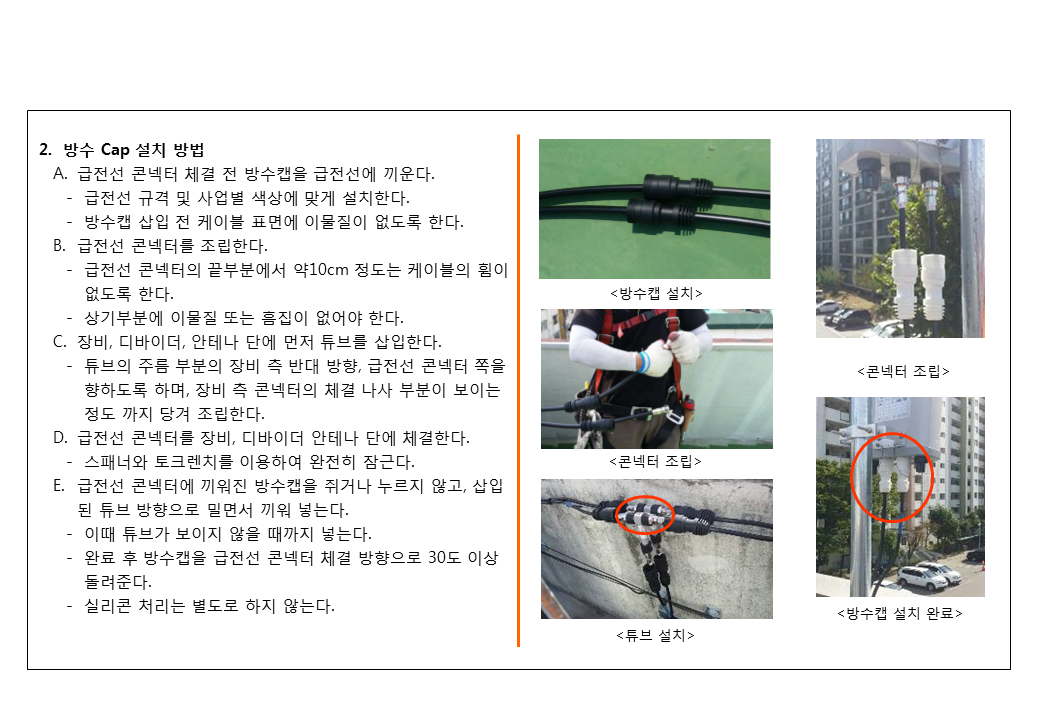 2. 방수 Cap 설치 방법
A. 급전선 콘넥터 체결 전 방수캡을 급전선에 끼운다.
- 급전선 규격 및 사업별 색상에 맞게 설치한다.
- 방수캡 삽입 전 케이블 표면에 이물질이 없도록 한다.
B. 급전선 콘넥터를 조립한다.
- 급전선 콘넥터의 끝부분에서 약10cm 정도는 케이블의 휨이
없도록 한다.
- 상기부분에 이물질 또는 흠집이 없어야 한다.
C. 장비, 디바이더, 안테나 단에 먼저 튜브를 삽입한다.
- 튜브의 주름 부분의 장비 측 반대 방향, 급전선 콘넥터 쪽을
향하도록 하며, 장비 측 콘넥터의 체결 나사 부분이 보이는
정도 까지 당겨 조립한다.
D. 급전선 콘넥터를 장비, 디바이더 안테나 단에 체결한다.
- 스패너와 토크렌치를 이용하여 완전히 잠근다.
E. 급전선 콘넥터에 끼워진 방수캡을 쥐거나 누르지 않고, 삽입
된 튜브 방향으로 밀면서 끼워 넣는다.
- 이때 튜브가 보이지 않을 때까지 넣는다.
- 완료 후 방수캡을 급전선 콘넥터 체결 방향으로 30도 이상
돌려준다.
- 실리콘 처리는 별도로 하지 않는다.
<방수캡 설치>
<콘넥터 조립>
<튜브 설치>
<콘넥터 조립>
<방수캡 설치 완료>